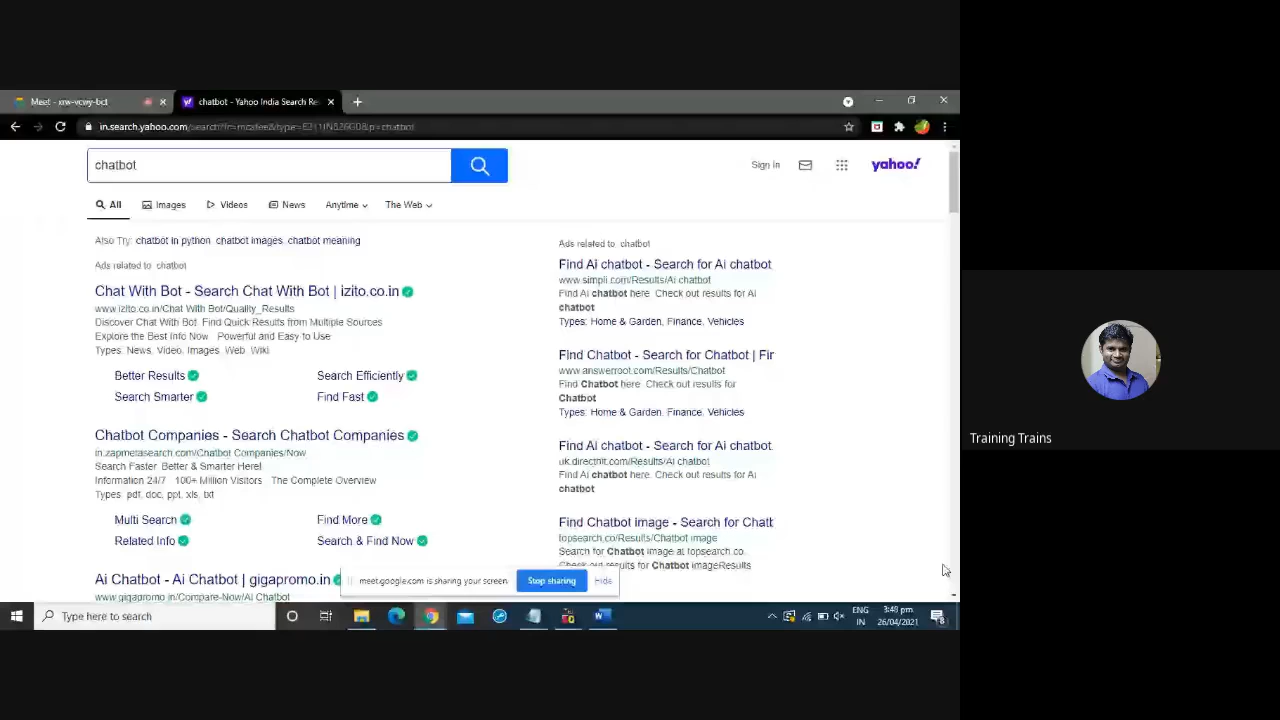 Meet - xrw-vcwy-bct
chatbot - Yahoo India Search Re
in.search.yahoo.com/search?fr=mcafee&type=
chatbot
Sign in
yahoo!
All
Images
Videos
News
Anytime
The Web
Also Try: chatbot in python chatbot images chatbot meaning
Ads related to: chatbot
Chat With Bot - Search Chat With Bot | izito.co.in
www.izito.co.in/Chat With Bot/Quality_Results
Discover Chat With Bot. Find Quick Results from Multiple Sources
Explore the Best Info Now · Powerful and Easy to Use
Types: News, Video, Images, Web, Wiki
Better Results
Search Efficiently
Search Smarter
Find Fast
Chatbot Companies - Search Chatbot Companies
in.zapmetasearch.com/Chatbot Companies/Now
Search Faster, Better & Smarter Here!
Information 24/7 · 100+ Million Visitors · The Complete Overview
Types: pdf, doc, ppt, xls, txt
Multi Search
Find More
Related Info
Search & Find Now
Ai Chatbot - Ai Chatbot | gigapromo.in
www.gigapromo.in/Compare-Now/Ai Chatbot
Ads related to: chatbot
Find Ai chatbot - Search for Ai chatbot
www.simpli.com/Results/Ai chatbot
Find Ai chatbot here. Check out results for Ai
chatbot
Types: Home & Garden, Finance, Vehicles
Find Chatbot - Search for Chatbot | Fir
www.answerroot.com/Results/Chatbot
Find Chatbot here. Check out results for
Chatbot
Types: Home & Garden, Finance, Vehicles
Find Ai chatbot - Search for Ai chatbot
uk.directhit.com/Results/Ai chatbot
Find Ai chatbot here. Check out results for Ai
chatbot
Find Chatbot image - Search for Chatt
topsearch.co/Results/Chatbot image
Search for Chatbot image at topsearch.co.
Check out results for Chatbot imageResults
meet.google.com is sharing your screen.
Stop sharing
Hide
Type here to search
ENG
IN
3:48 pm
26/04/2021
8
Training Trains